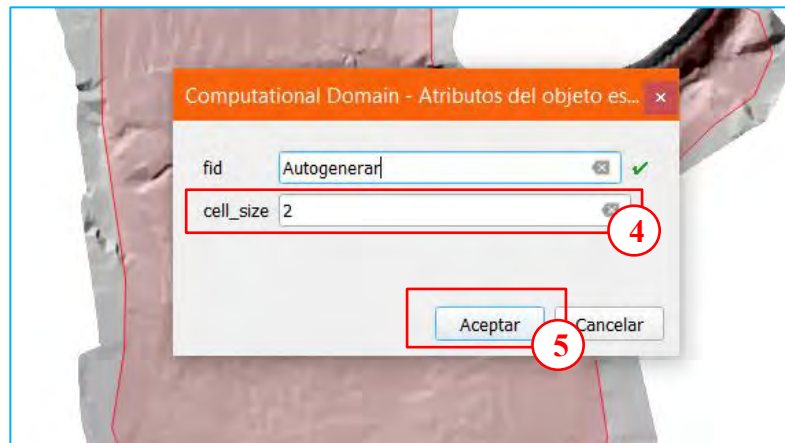 Computational Domain - Atributos del objeto es...
fid Autogenerar
cell_size 2
4
Aceptar Cancelar
5